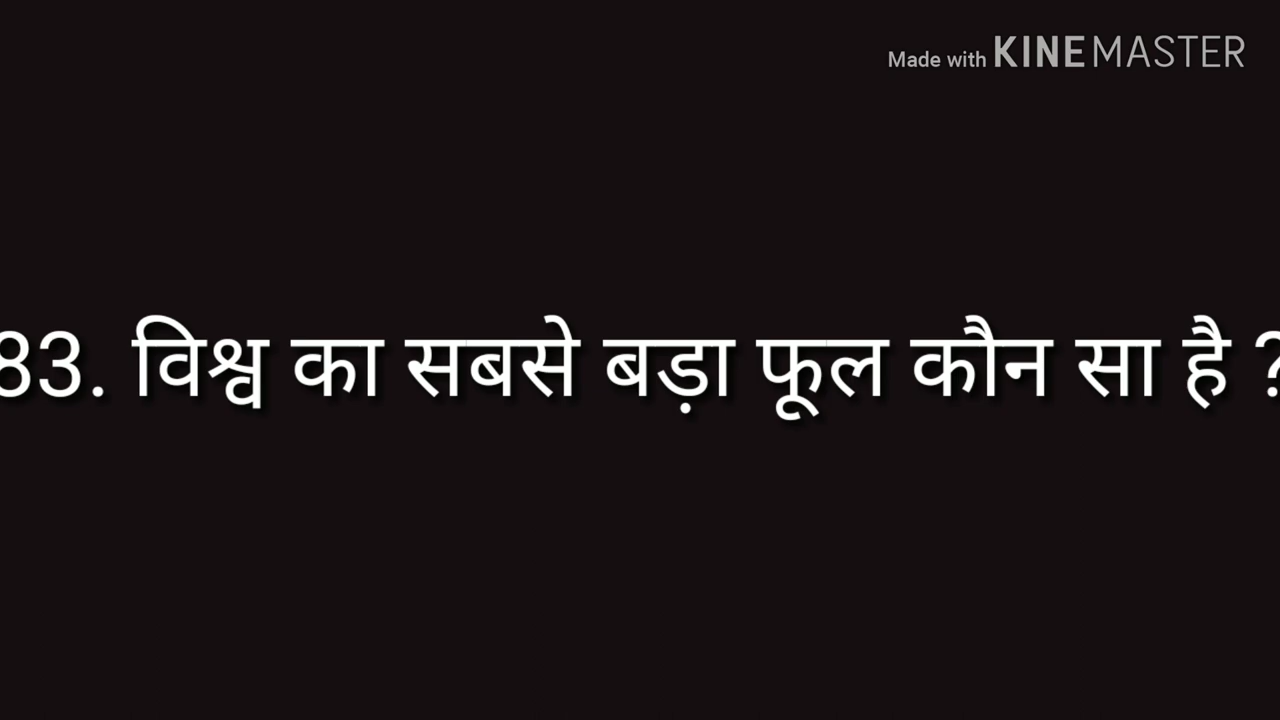 Made with KINEMASTER
83. विश्व का सबसे बड़ा फूल कौन सा है ?